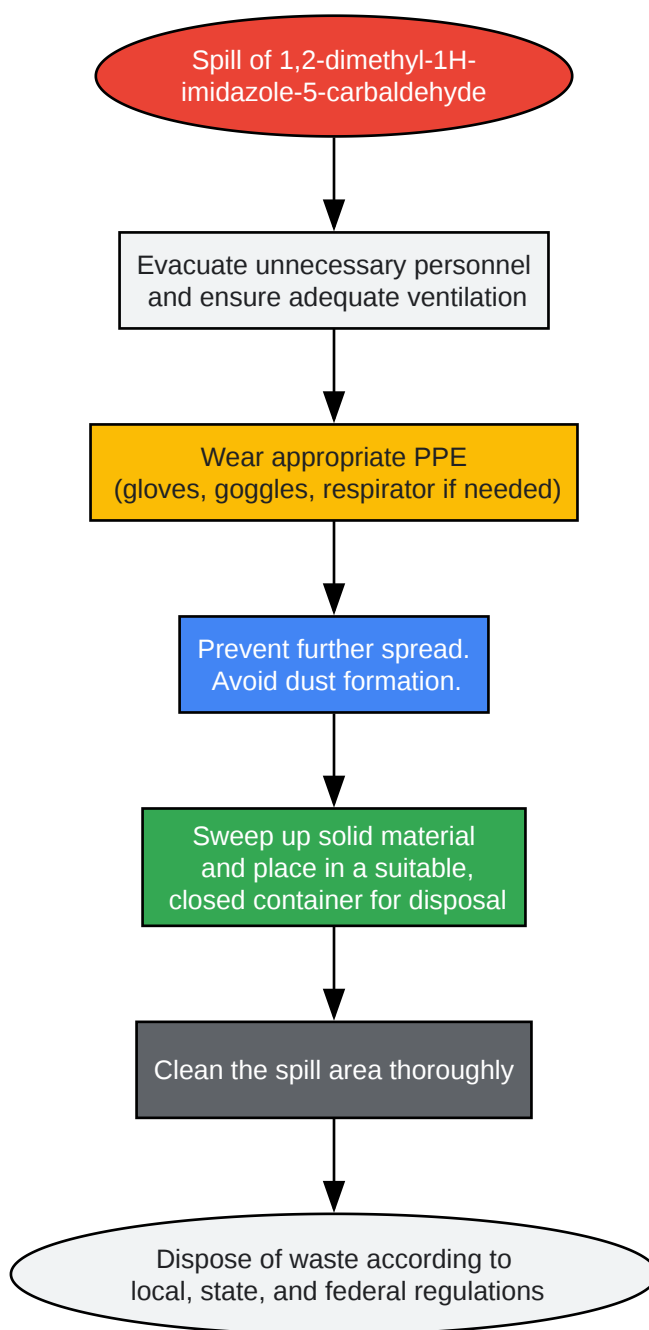 Spill of 1,2-dimethyl-1H-
imidazole-5-carbaldehyde
Evacuate unnecessary personnel
and ensure adequate ventilation
Wear appropriate PPE
(gloves, goggles, respirator if needed)
Prevent further spread.
Avoid dust formation.
Sweep up solid material
and place in a suitable,
closed container for disposal
Clean the spill area thoroughly
Dispose of waste according to
local, state, and federal regulations